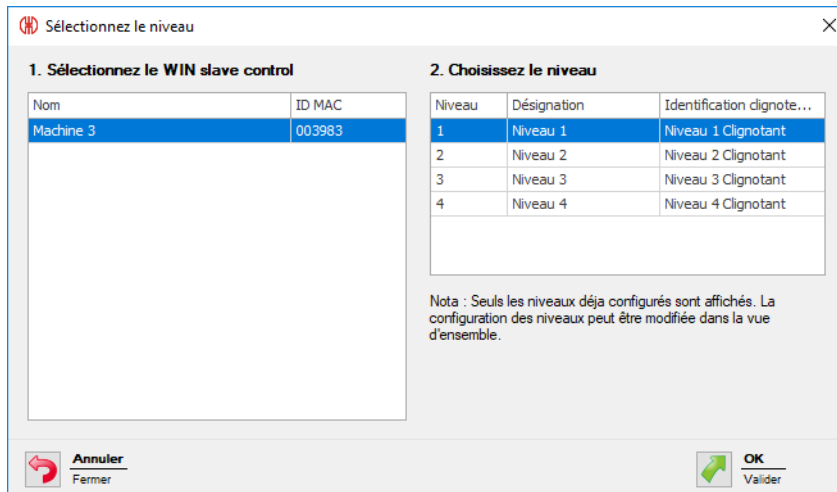 Sélectionnez le niveau
1. Sélectionnez le WIN slave control
Nom ID MAC
Machine 3 003983
2. Choisissez le niveau
Niveau Désignation Identification clignote...
1 Niveau 1 Niveau 1 Clignotant
2 Niveau 2 Niveau 2 Clignotant
3 Niveau 3 Niveau 3 Clignotant
4 Niveau 4 Niveau 4 Clignotant
Nota : Seuls les niveaux déja configurés sont affichés. La
configuration des niveaux peut être modifiée dans la vue
d'ensemble.
Annuler
Fermer
OK
Valider